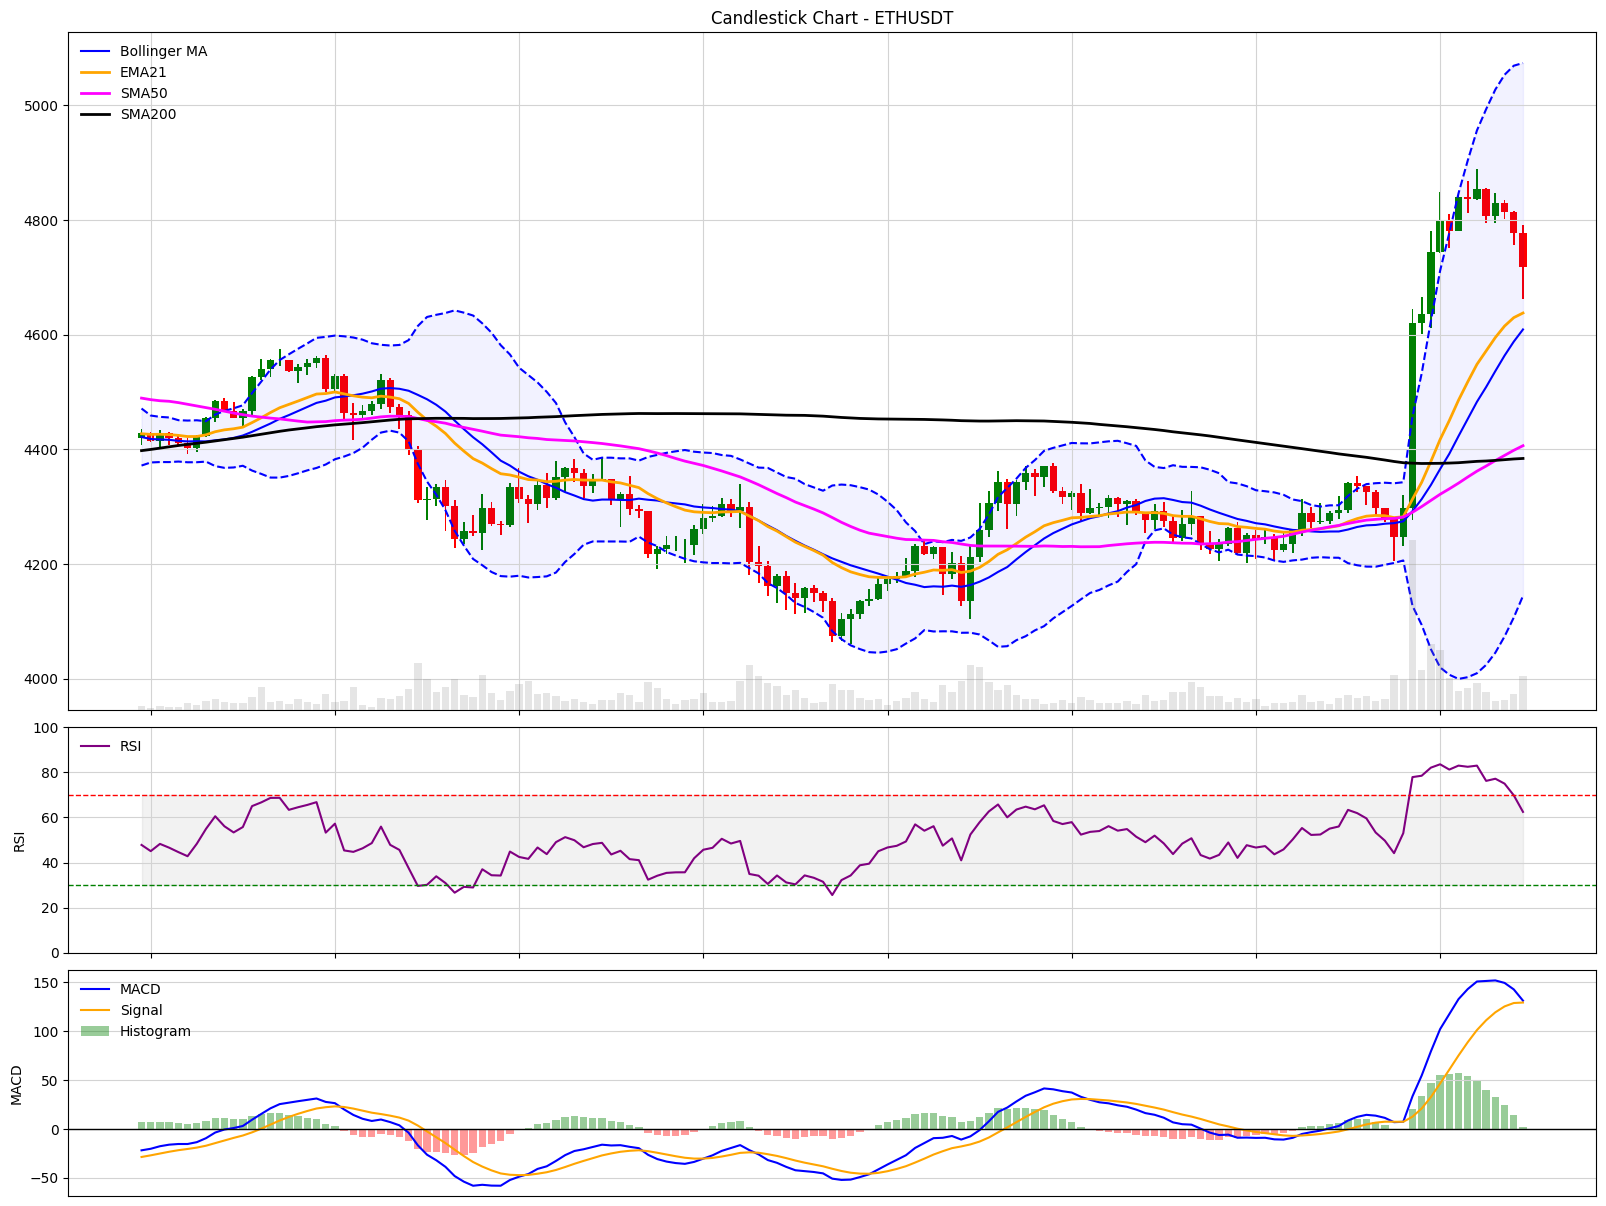 Candlestick Chart - ETHUSDT
Bollinger MA
EMA21
SMA50
SMA200
5000
4800
4600
4400
4200
4000
100
80
60
40
20
0
RSI
RSI
150
100
50
0
−50
MACD
MACD
Signal
Histogram